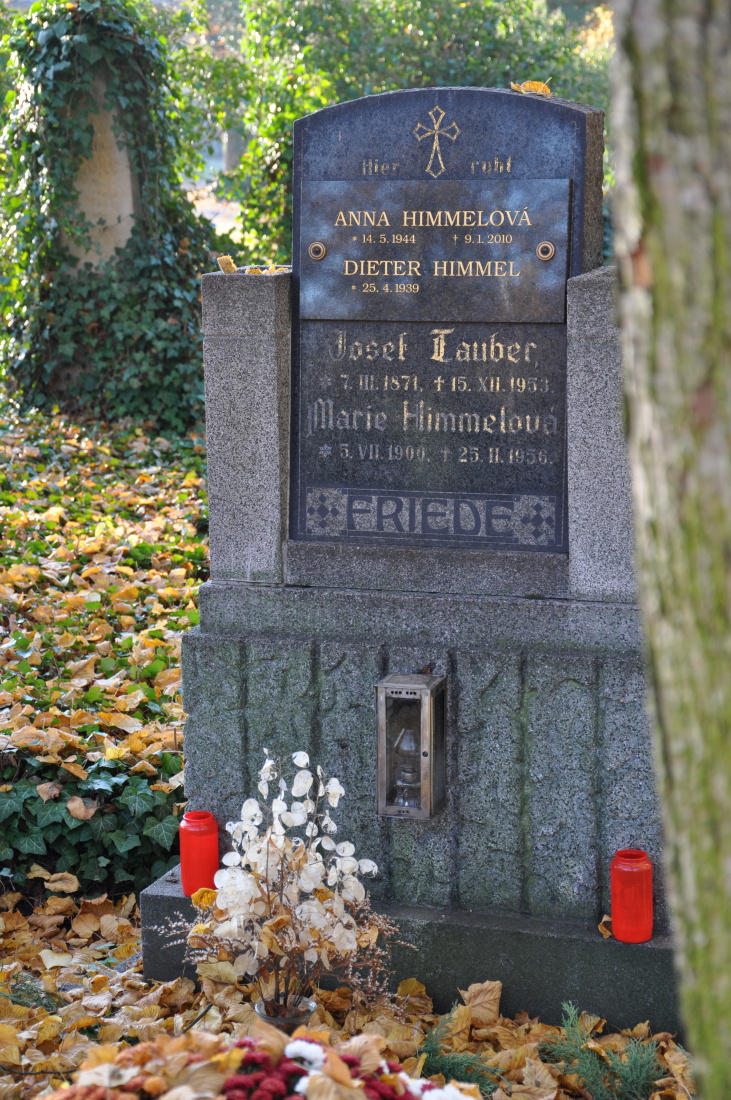 Hier ruht
ANNA HIMMELOVÁ
* 14. 5. 1944 † 9. 1. 2010
DIETER HIMMEL
* 25. 4. 1939
Josef Tauber,
* 7. III. 1871, † 15. XII. 1953.
Marie Himmelová
* 5. VII. 1900, † 25. II. 1956.
FRIEDE